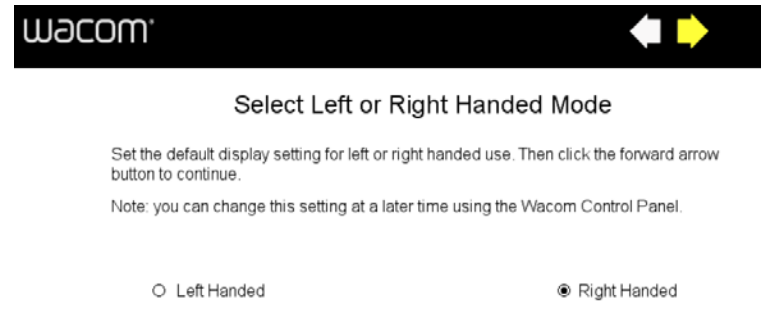 wacom
Select Left or Right Handed Mode
Set the default display setting for left or right handed use. Then click the forward arrow
button to continue.
Note: you can change this setting at a later time using the Wacom Control Panel.
Left Handed
Right Handed